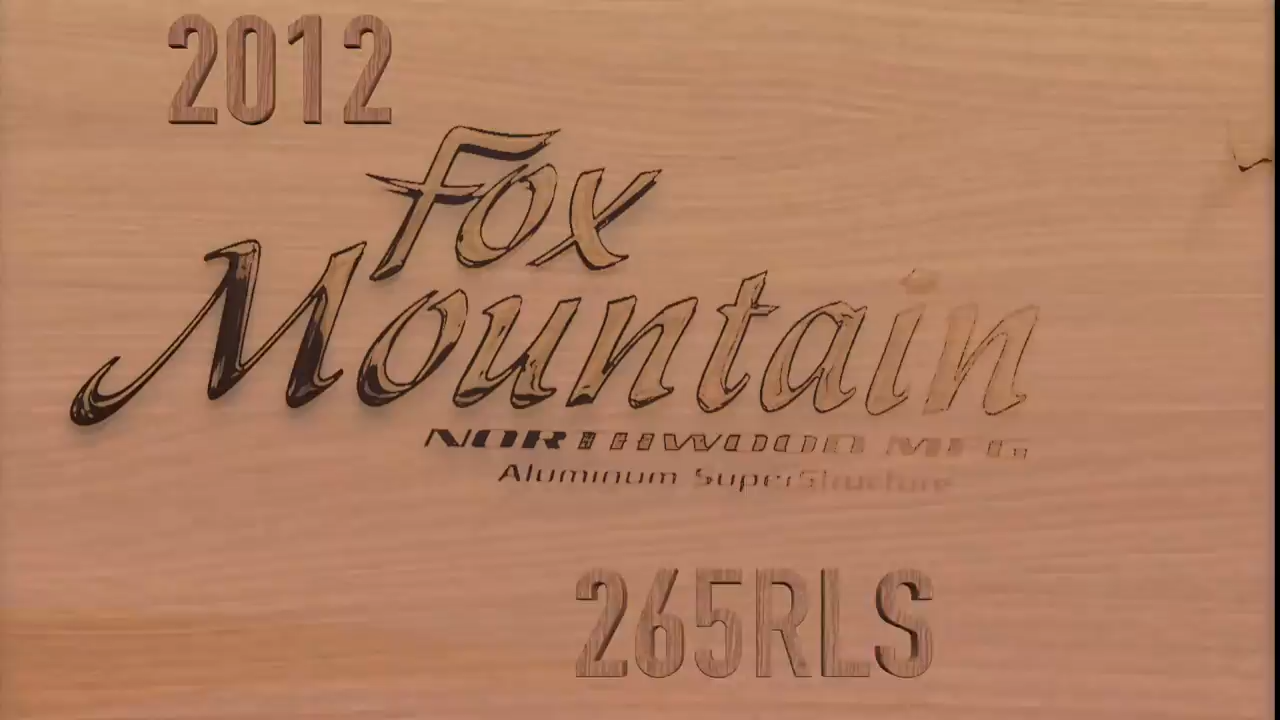 2012
Fox
Mountain
NORTHWOOD MFG
Aluminum SuperStructure
265RLS